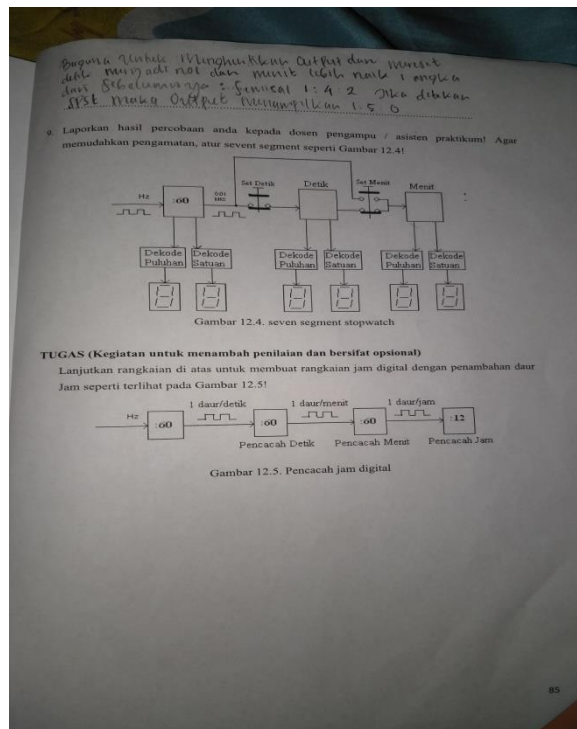 Untuk Menghentikan Output dan mereset
detik menjadi nol dan menit lebih naik 1 angka
dari Sebelumnya : Semisal 1 : 4 2 Jika ditekan
SPST maka Output menampilkan 1 5 0
9. Laporkan hasil percobaan anda kepada dosen pengampu / asisten praktikum! Agar
memudahkan pengamatan, atur sevent segment seperti Gambar 12.4!
Set Detik Detik Set Menit Menit
Hz :60
Dekode Puluhan Dekode Satuan Dekode Puluhan Dekode Satuan Dekode Puluhan Dekode Satuan
Gambar 12.4. seven segment stopwatch
TUGAS (Kegiatan untuk menambah penilaian dan bersifat opsional)
Lanjutkan rangkaian di atas untuk membuat rangkaian jam digital dengan penambahan daur
Jam seperti terlihat pada Gambar 12.5!
1 daur/detik 1 daur/menit 1 daur/jam
Hz :60 :60 :60 :12
Pencacah Detik Pencacah Menit Pencacah Jam
Gambar 12.5. Pencacah jam digital
85